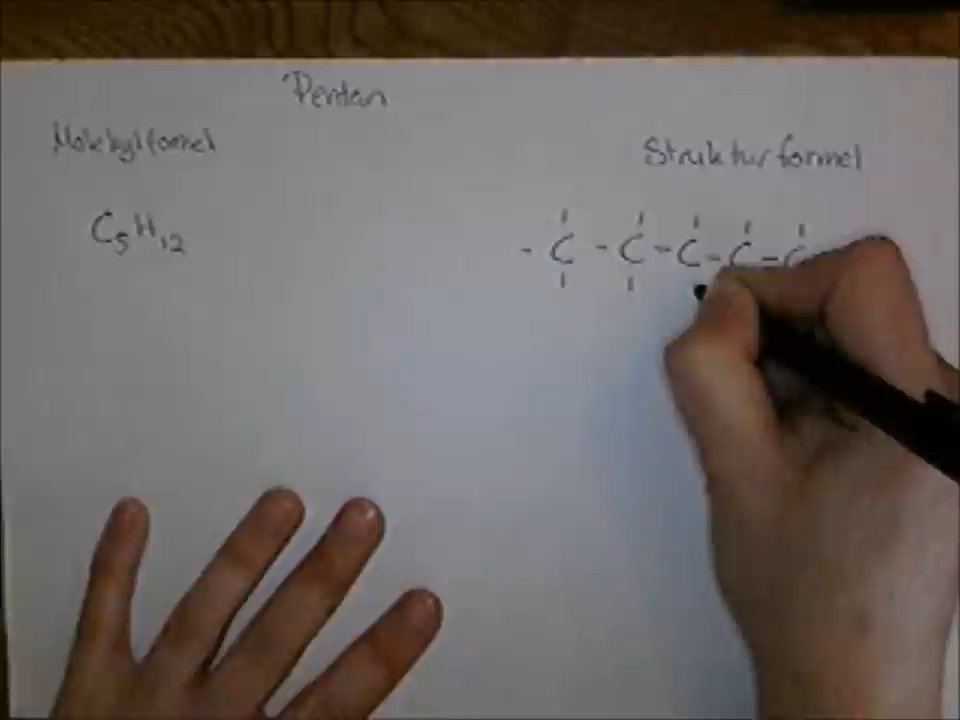 Pentan
Molekylformel
Strukturformel
C₅H₁₂
- C - C - C - C - C